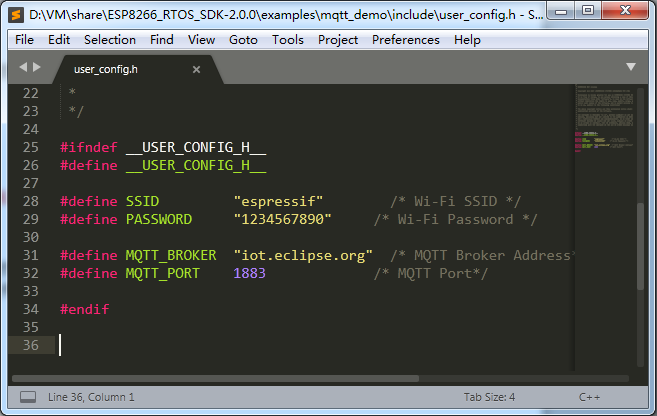 D:\VM\share\ESP8266_RTOS_SDK-2.0.0\examples\mqtt_demo\include\user_config.h - S...
File Edit Selection Find View Goto Tools Project Preferences Help
user_config.h ×
22 *
23 */
24
25 #ifndef __USER_CONFIG_H__
26 #define __USER_CONFIG_H__
27
28 #define SSID "espressif" /* Wi-Fi SSID */
29 #define PASSWORD "1234567890" /* Wi-Fi Password */
30
31 #define MQTT_BROKER "iot.eclipse.org" /* MQTT Broker Address*
32 #define MQTT_PORT 1883 /* MQTT Port*/
33
34 #endif
35
36
Line 36, Column 1 Tab Size: 4 C++